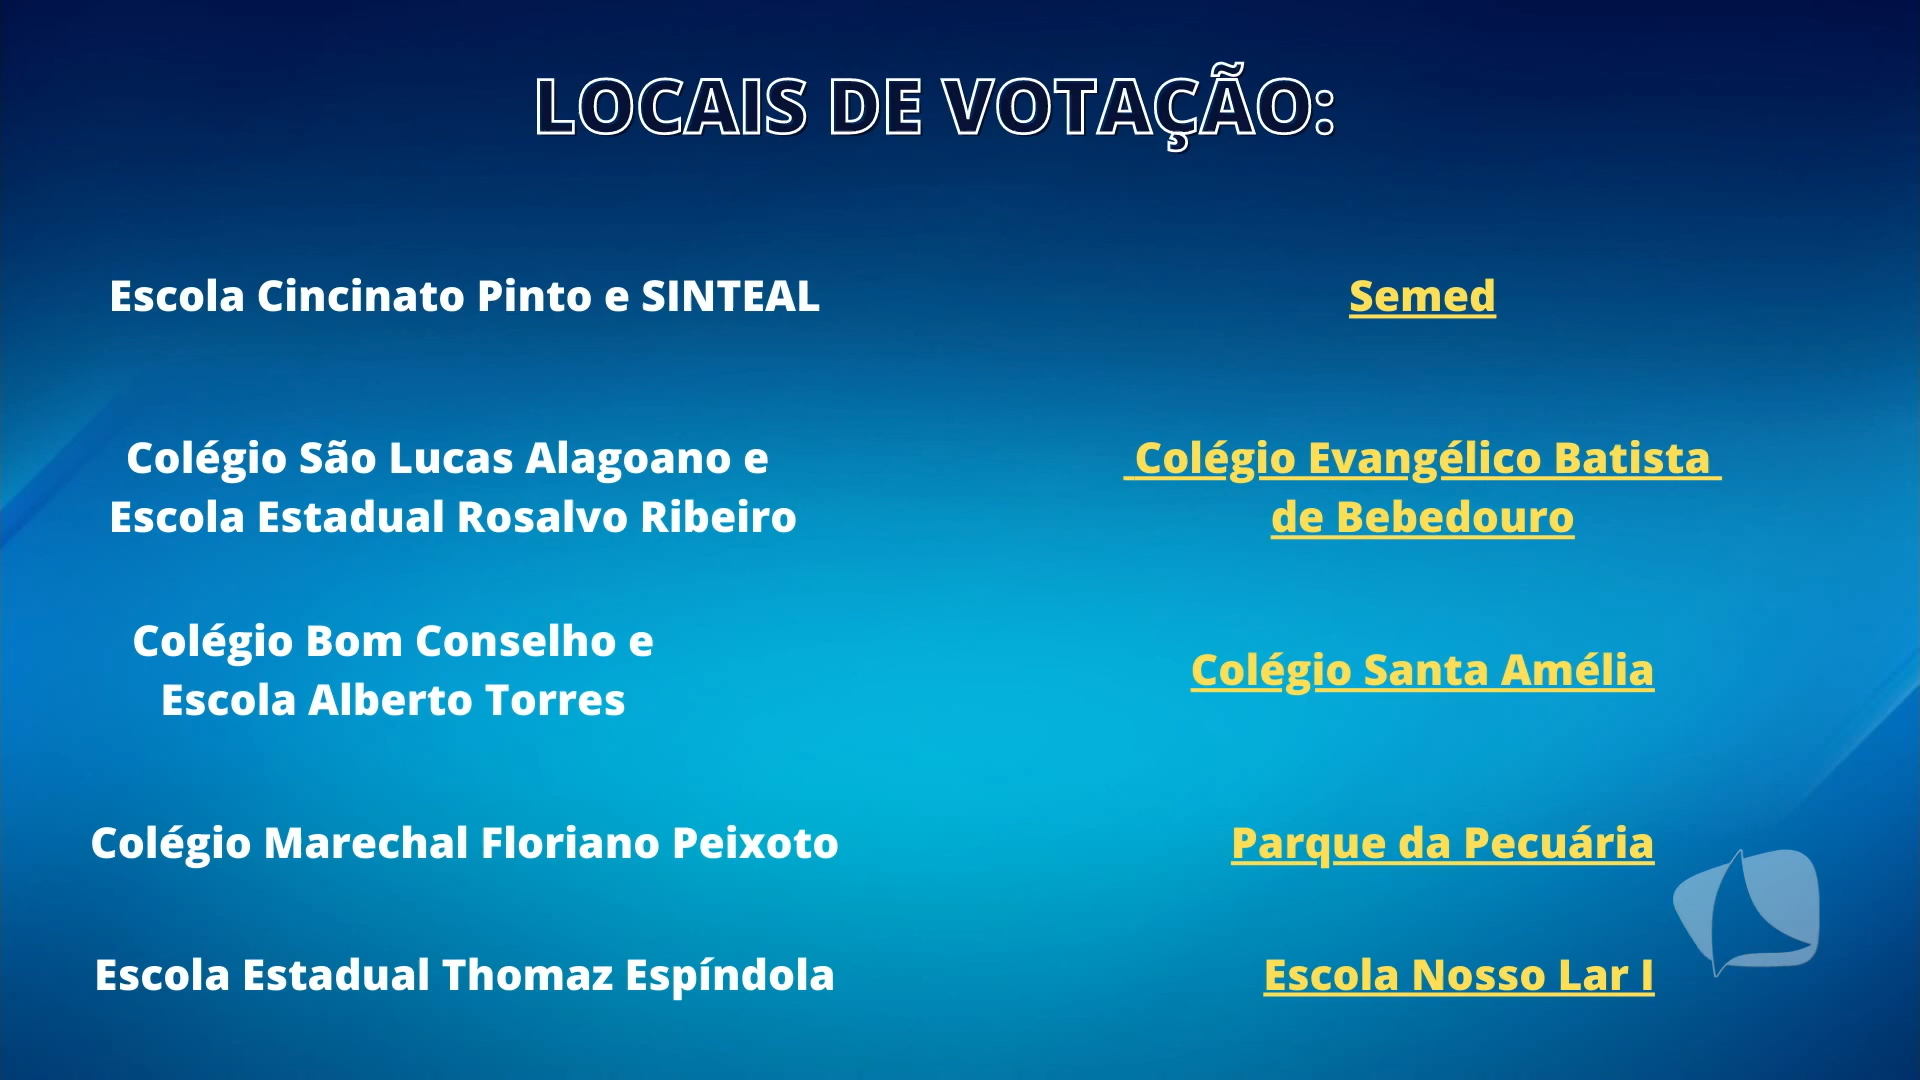 LOCAIS DE VOTAÇÃO:
Escola Cincinato Pinto e SINTEAL
Semed
Colégio São Lucas Alagoano e
Escola Estadual Rosalvo Ribeiro
Colégio Evangélico Batista
de Bebedouro
Colégio Bom Conselho e
Escola Alberto Torres
Colégio Santa Amélia
Colégio Marechal Floriano Peixoto
Parque da Pecuária
Escola Estadual Thomaz Espíndola
Escola Nosso Lar I